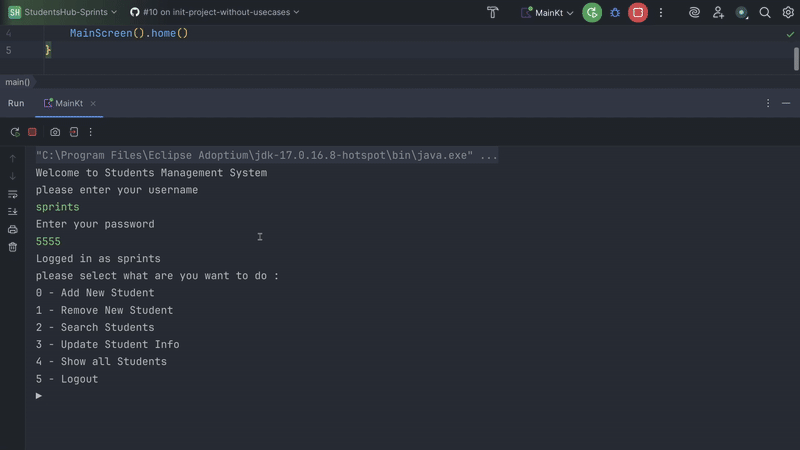 SH StudentsHub-Sprints #10 on init-project-without-usecases MainKt
4 MainScreen().home()
5 }
main()
Run MainKt
"C:\Program Files\Eclipse Adoptium\jdk-17.0.16.8-hotspot\bin\java.exe" ...
Welcome to Students Management System
please enter your username
sprints
Enter your password
5555
Logged in as sprints
please select what are you want to do :
0 - Add New Student
1 - Remove New Student
2 - Search Students
3 - Update Student Info
4 - Show all Students
5 - Logout